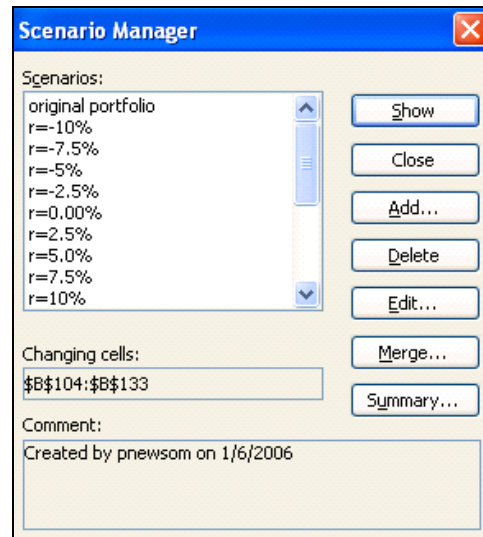 Scenario Manager
Scenarios:
original portfolio
r=-10%
r=-7.5%
r=-5%
r=-2.5%
r=0.00%
r=2.5%
r=5.0%
r=7.5%
r=10%
Show
Close
Add...
Delete
Edit...
Merge...
Summary...
Changing cells:
$B$104:$B$133
Comment:
Created by pnewsom on 1/6/2006